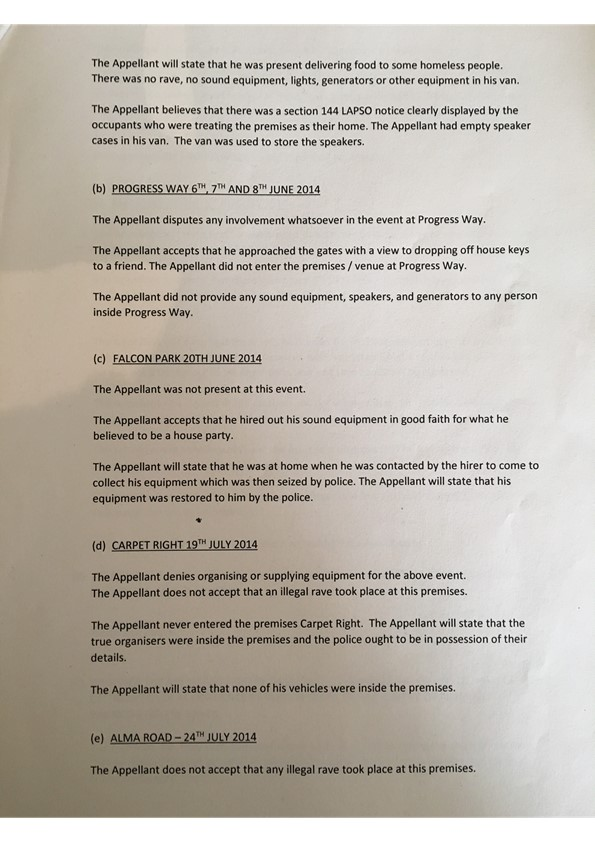 The Appellant will state that he was present delivering food to some homeless people.
There was no rave, no sound equipment, lights, generators or other equipment in his van.
The Appellant believes that there was a section 144 LAPSO notice clearly displayed by the
occupants who were treating the premises as their home. The Appellant had empty speaker
cases in his van. The van was used to store the speakers.
(b) PROGRESS WAY 6TH, 7TH AND 8TH JUNE 2014
The Appellant disputes any involvement whatsoever in the event at Progress Way.
The Appellant accepts that he approached the gates with a view to dropping off house keys
to a friend. The Appellant did not enter the premises / venue at Progress Way.
The Appellant did not provide any sound equipment, speakers, and generators to any person
inside Progress Way.
(c) FALCON PARK 20TH JUNE 2014
The Appellant was not present at this event.
The Appellant accepts that he hired out his sound equipment in good faith for what he
believed to be a house party.
The Appellant will state that he was at home when he was contacted by the hirer to come to
collect his equipment which was then seized by police. The Appellant will state that his
equipment was restored to him by the police.
(d) CARPET RIGHT 19TH JULY 2014
The Appellant denies organising or supplying equipment for the above event.
The Appellant does not accept that an illegal rave took place at this premises.
The Appellant never entered the premises Carpet Right. The Appellant will state that the
true organisers were inside the premises and the police ought to be in possession of their
details.
The Appellant will state that none of his vehicles were inside the premises.
(e) ALMA ROAD – 24TH JULY 2014
The Appellant does not accept that any illegal rave took place at this premises.